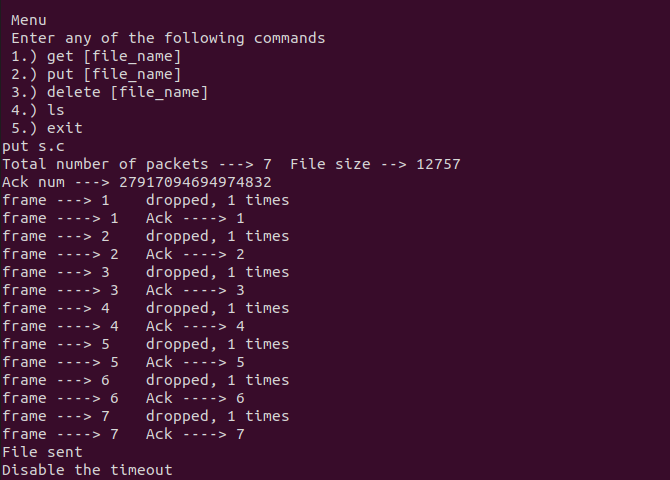 Menu
Enter any of the following commands
1.) get [file_name]
2.) put [file_name]
3.) delete [file_name]
4.) ls
5.) exit
put s.c
Total number of packets ---> 7  File size --> 12757
Ack num ---> 27917094694974832
frame ---> 1    dropped, 1 times
frame ----> 1   Ack ----> 1
frame ---> 2    dropped, 1 times
frame ----> 2   Ack ----> 2
frame ---> 3    dropped, 1 times
frame ----> 3   Ack ----> 3
frame ---> 4    dropped, 1 times
frame ----> 4   Ack ----> 4
frame ---> 5    dropped, 1 times
frame ----> 5   Ack ----> 5
frame ---> 6    dropped, 1 times
frame ----> 6   Ack ----> 6
frame ---> 7    dropped, 1 times
frame ----> 7   Ack ----> 7
File sent
Disable the timeout